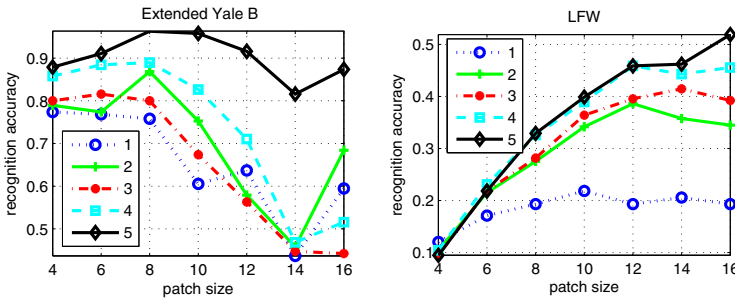 Extended Yale B
recognition accuracy
0.9
0.8
0.7
0.6
0.5
1
2
3
4
5
4 6 8 10 12 14 16
patch size
LFW
recognition accuracy
0.5
0.4
0.3
0.2
0.1
1
2
3
4
5
4 6 8 10 12 14 16
patch size